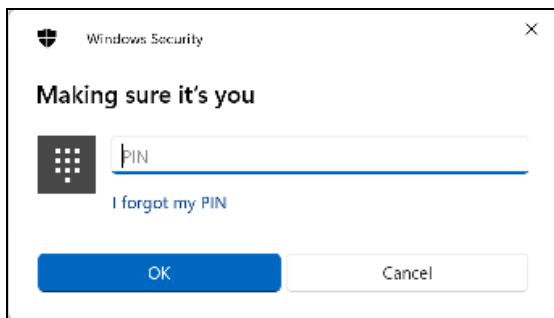 Windows Security
Making sure it's you
PIN
I forgot my PIN
OK
Cancel